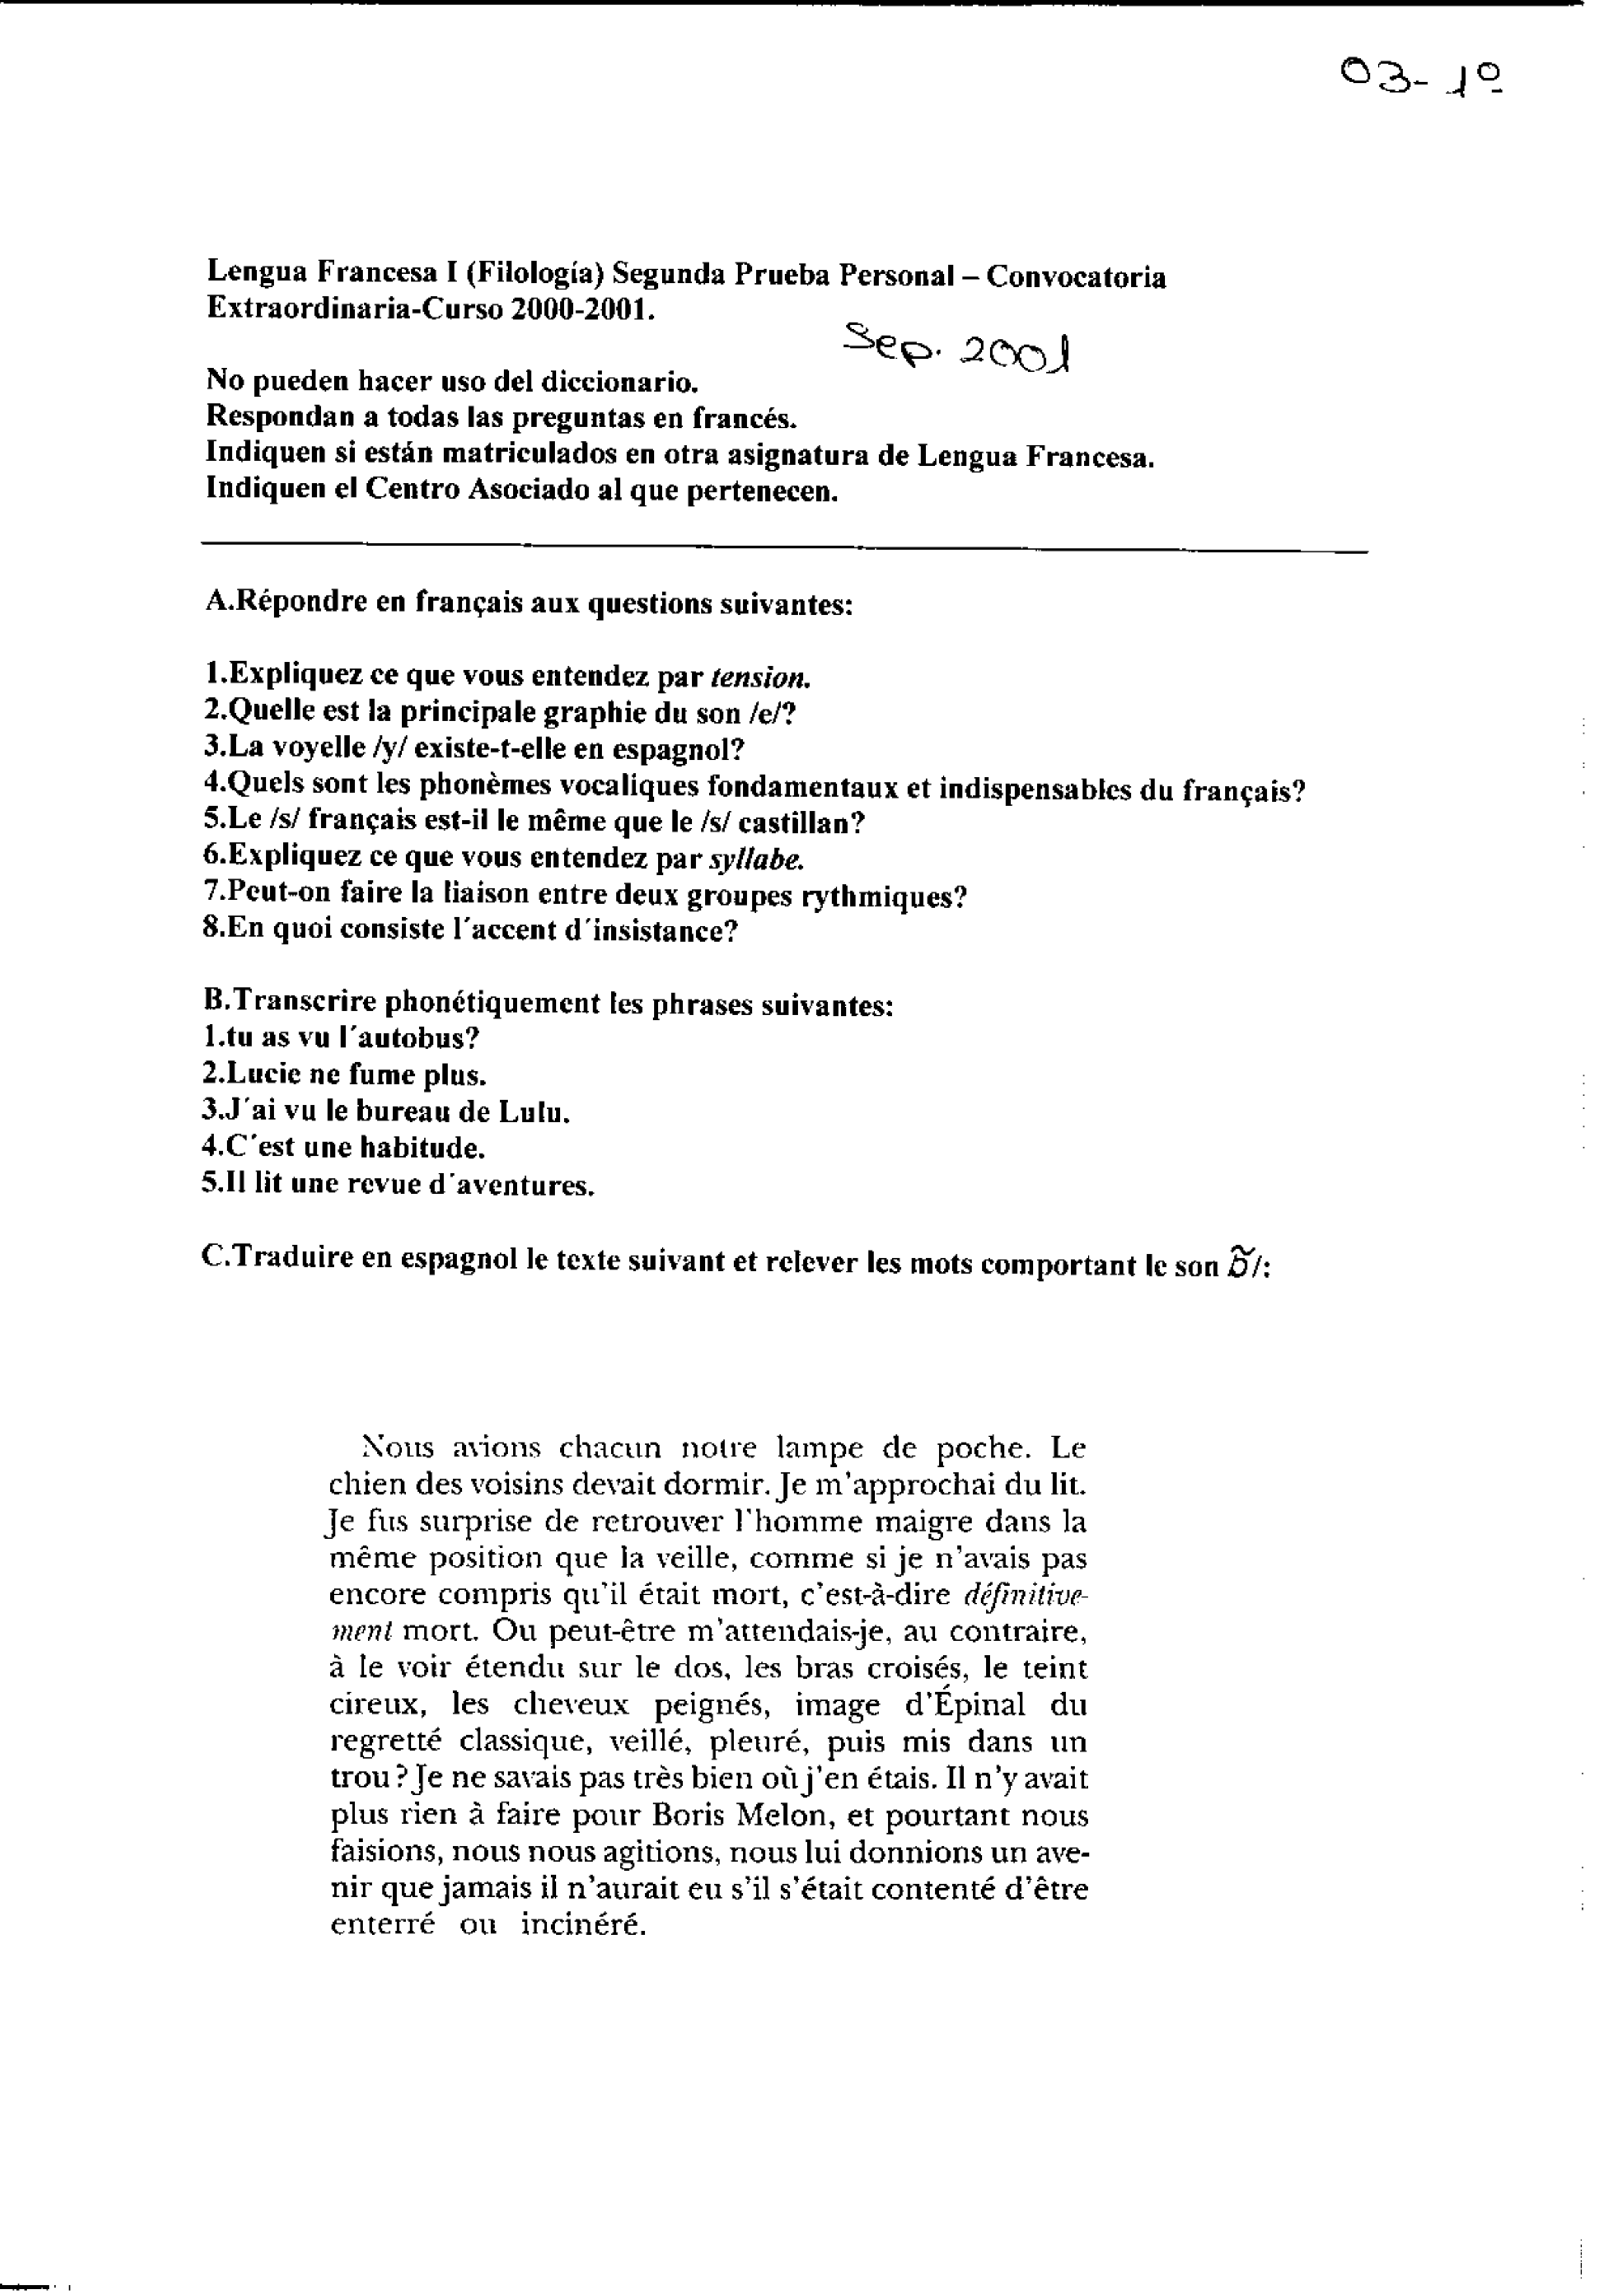 03-1º
Lengua Francesa I (Filología) Segunda Prueba Personal – Convocatoria
Extraordinaria-Curso 2000-2001.
Sep. 2001
No pueden hacer uso del diccionario.
Respondan a todas las preguntas en francés.
Indiquen si están matriculados en otra asignatura de Lengua Francesa.
Indiquen el Centro Asociado al que pertenecen.
A.Répondre en français aux questions suivantes:
1.Expliquez ce que vous entendez par tension.
2.Quelle est la principale graphie du son /e/?
3.La voyelle /y/ existe-t-elle en espagnol?
4.Quels sont les phonèmes vocaliques fondamentaux et indispensables du français?
5.Le /s/ français est-il le même que le /s/ castillan?
6.Expliquez ce que vous entendez par syllabe.
7.Peut-on faire la liaison entre deux groupes rythmiques?
8.En quoi consiste l´accent d´insistance?
B.Transcrire phonétiquement les phrases suivantes:
1.tu as vu l´autobus?
2.Lucie ne fume plus.
3.J´ai vu le bureau de Lulu.
4.C´est une habitude.
5.Il lit une revue d´aventures.
C.Traduire en espagnol le texte suivant et relever les mots comportant le son õ/:
Nous avions chacun notre lampe de poche. Le
chien des voisins devait dormir. Je m'approchai du lit.
Je fus surprise de retrouver l'homme maigre dans la
même position que la veille, comme si je n'avais pas
encore compris qu'il était mort, c'est-à-dire définitive-
ment mort. Ou peut-être m'attendais-je, au contraire,
à le voir étendu sur le dos, les bras croisés, le teint
cireux, les cheveux peignés, image d'Épinal du
regretté classique, veillé, pleuré, puis mis dans un
trou ? Je ne savais pas très bien où j'en étais. Il n'y avait
plus rien à faire pour Boris Melon, et pourtant nous
faisions, nous nous agitions, nous lui donnions un ave-
nir que jamais il n'aurait eu s'il s'était contenté d'être
enterré ou incinéré.